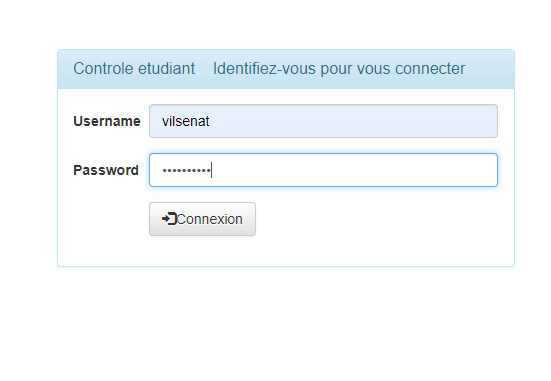 Controle etudiant Identifiez-vous pour vous connecter
Username vilsenat
Password ••••••••••
Connexion